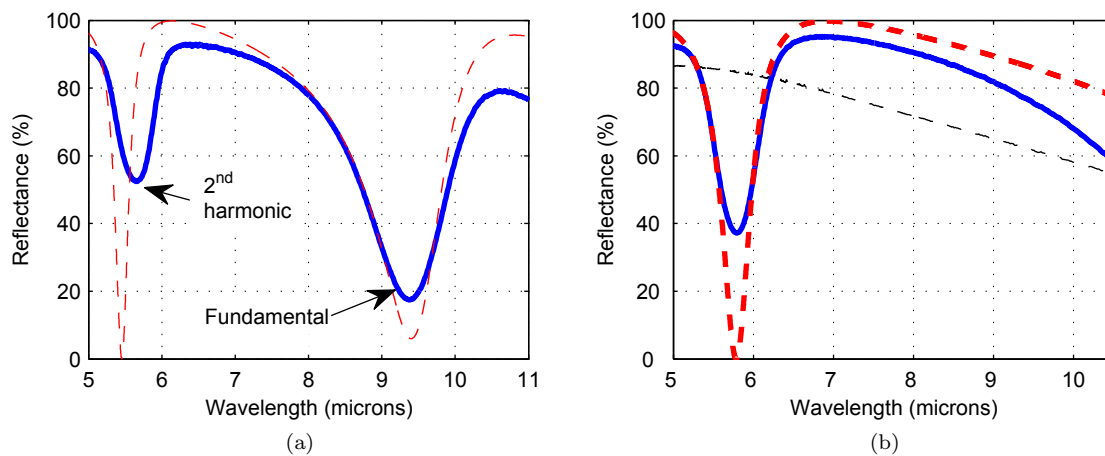 100
80
60
40
20
0
Reflectance (%)
2nd
harmonic
Fundamental
5 6 7 8 9 10 11
Wavelength (microns)
(a)
100
80
60
40
20
0
Reflectance (%)
5 6 7 8 9 10
Wavelength (microns)
(b)